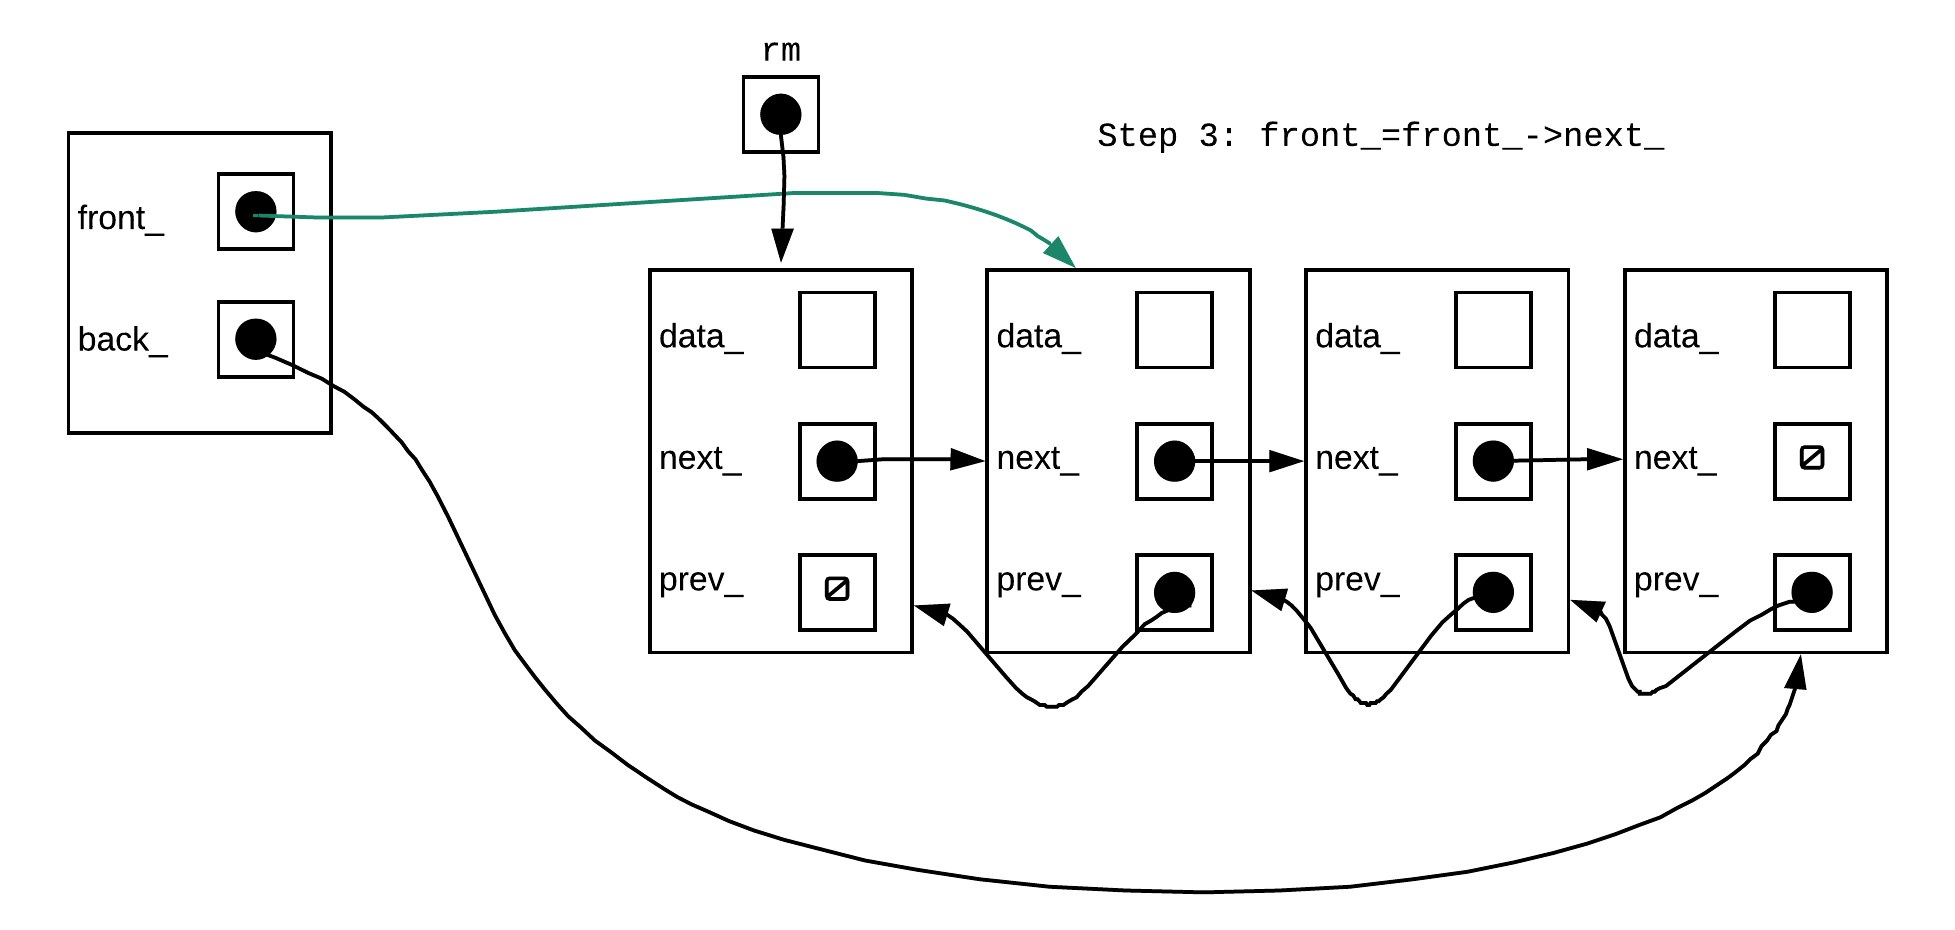 rm
Step 3: front_=front_->next_
front_
back_
data_
data_
data_
data_
next_
next_
next_
next_
prev_
prev_
prev_
prev_